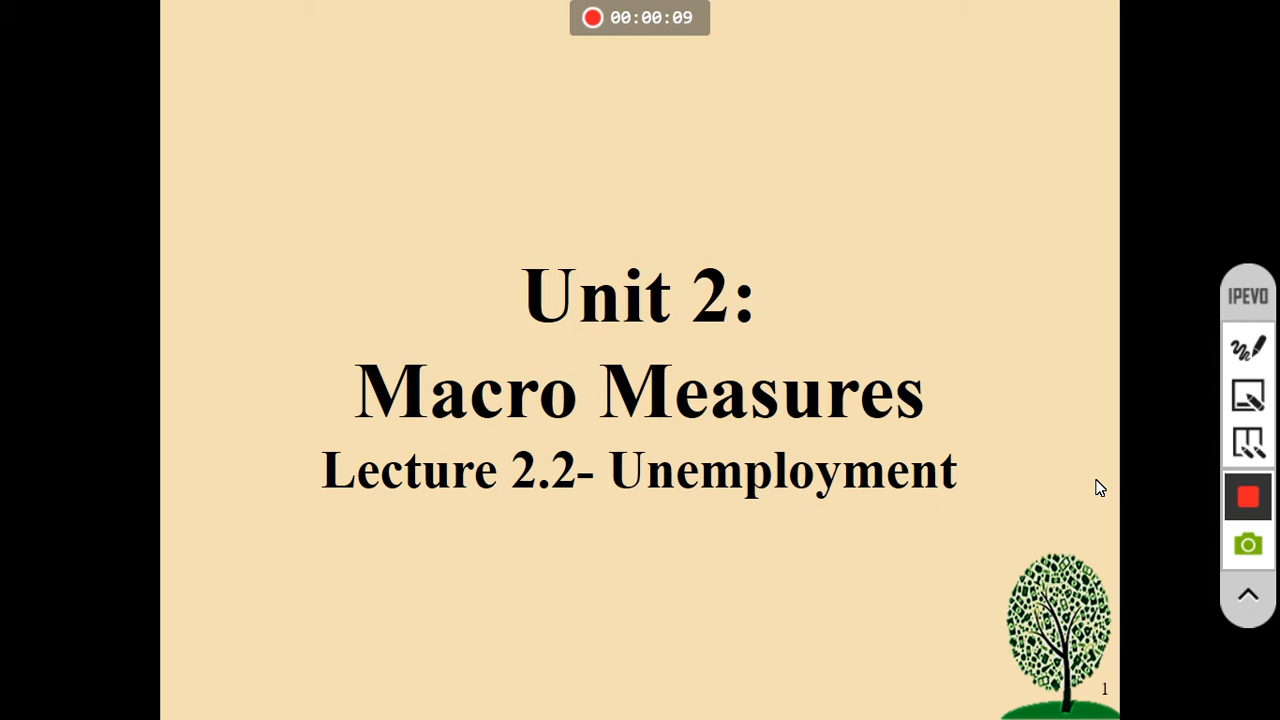 00:00:09
Unit 2:
Macro Measures
Lecture 2.2- Unemployment
IPEVO
1